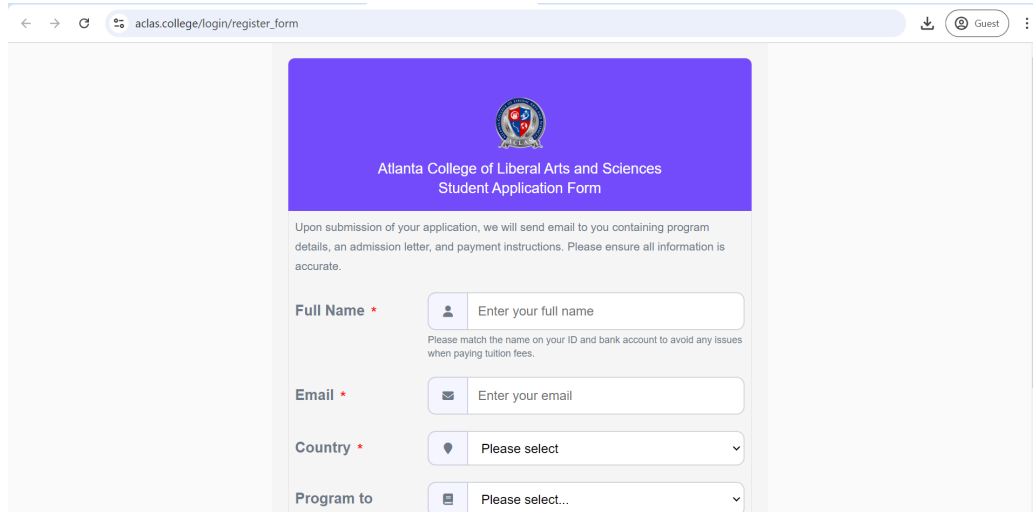 aclas.college/login/register_form
Guest
ACLAS
Atlanta College of Liberal Arts and Sciences
Student Application Form
Upon submission of your application, we will send email to you containing program
details, an admission letter, and payment instructions. Please ensure all information is
accurate.
Full Name *
Enter your full name
Please match the name on your ID and bank account to avoid any issues
when paying tuition fees.
Email *
Enter your email
Country *
Please select
Program to
Please select...